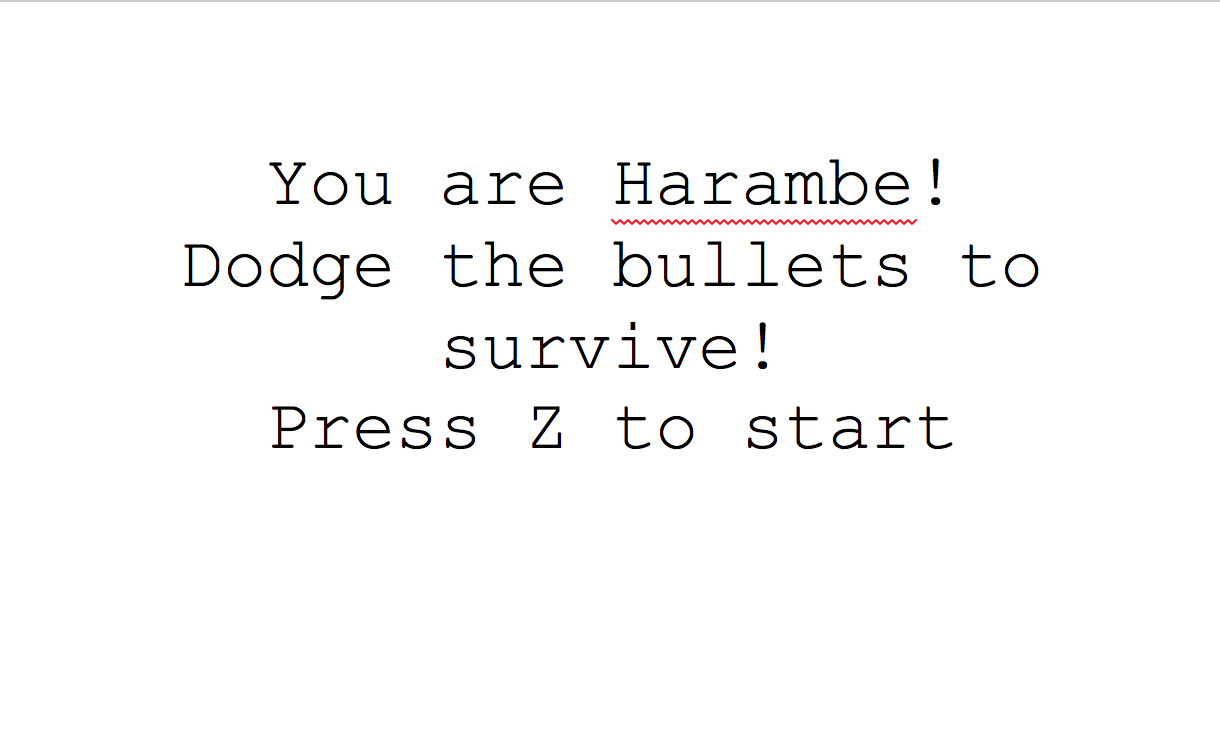 You are Harambe!
Dodge the bullets to
survive!
Press Z to start